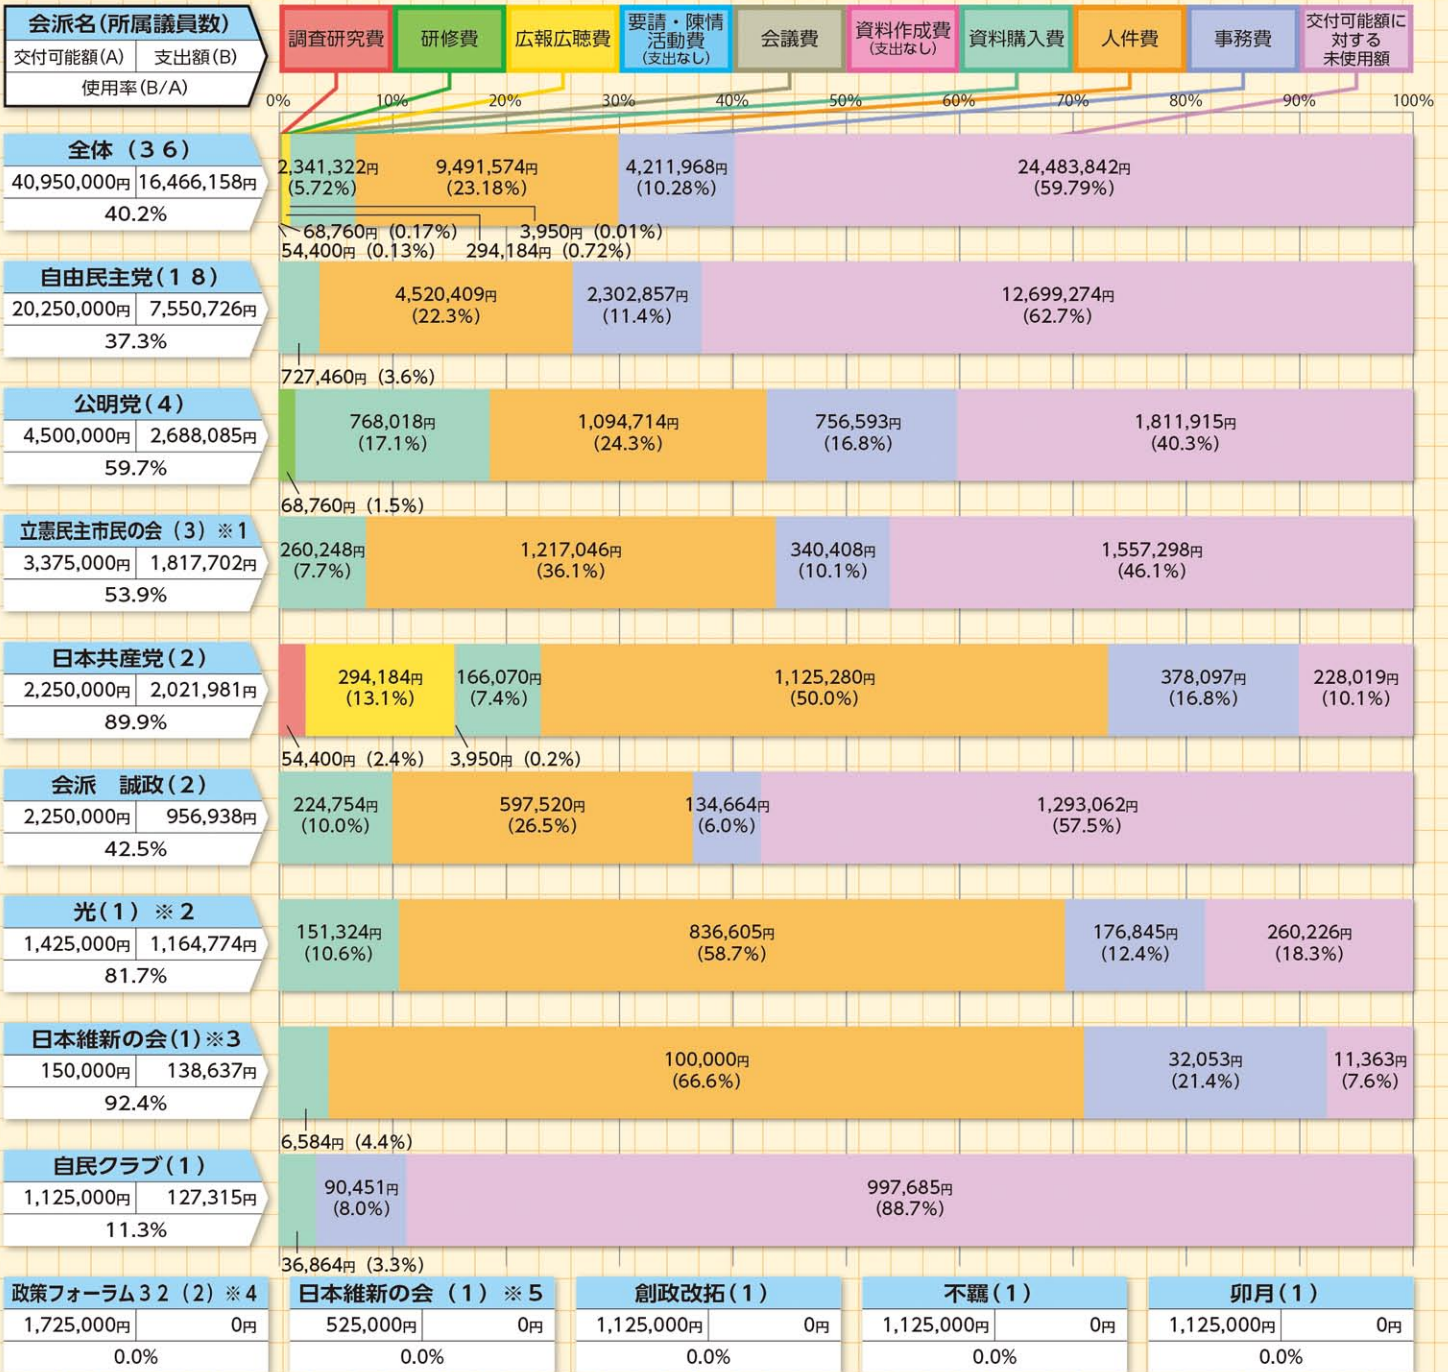 会派名（所属議員数）
交付可能額(A) 支出額(B)
使用率(B/A)
調査研究費 研修費 広報広聴費 要請・陳情活動費（支出なし） 会議費 資料作成費（支出なし） 資料購入費 人件費 事務費 交付可能額に対する未使用額
0% 10% 20% 30% 40% 50% 60% 70% 80% 90% 100%
全体（３６）
40,950,000円 16,466,158円
40.2%
2,341,322円 9,491,574円 4,211,968円 24,483,842円
(5.72%) (23.18%) (10.28%) (59.79%)
68,760円 (0.17%) 3,950円 (0.01%)
54,400円 (0.13%) 294,184円 (0.72%)
自由民主党(１８)
20,250,000円 7,550,726円
37.3%
4,520,409円 2,302,857円 12,699,274円
(22.3%) (11.4%) (62.7%)
727,460円 (3.6%)
公明党(４)
4,500,000円 2,688,085円
59.7%
768,018円 1,094,714円 756,593円 1,811,915円
(17.1%) (24.3%) (16.8%) (40.3%)
68,760円 (1.5%)
立憲民主市民の会（3）※1
3,375,000円 1,817,702円
53.9%
260,248円 1,217,046円 340,408円 1,557,298円
(7.7%) (36.1%) (10.1%) (46.1%)
日本共産党(２)
2,250,000円 2,021,981円
89.9%
294,184円 166,070円 1,125,280円 378,097円 228,019円
(13.1%) (7.4%) (50.0%) (16.8%) (10.1%)
54,400円 (2.4%) 3,950円 (0.2%)
会派　誠政(２)
2,250,000円 956,938円
42.5%
224,754円 597,520円 134,664円 1,293,062円
(10.0%) (26.5%) (6.0%) (57.5%)
光(１) ※２
1,425,000円 1,164,774円
81.7%
151,324円 836,605円 176,845円 260,226円
(10.6%) (58.7%) (12.4%) (18.3%)
日本維新の会(1)※3
150,000円 138,637円
92.4%
100,000円 32,053円 11,363円
(66.6%) (21.4%) (7.6%)
6,584円 (4.4%)
自民クラブ(１)
1,125,000円 127,315円
11.3%
90,451円 997,685円
(8.0%) (88.7%)
36,864円 (3.3%)
政策フォーラム３２（２）※４ 日本維新の会（１）※５ 創政改拓(１) 不羈(１) 卯月(１)
1,725,000円 0円 525,000円 0円 1,125,000円 0円 1,125,000円 0円 1,125,000円 0円
0.0% 0.0% 0.0% 0.0% 0.0%